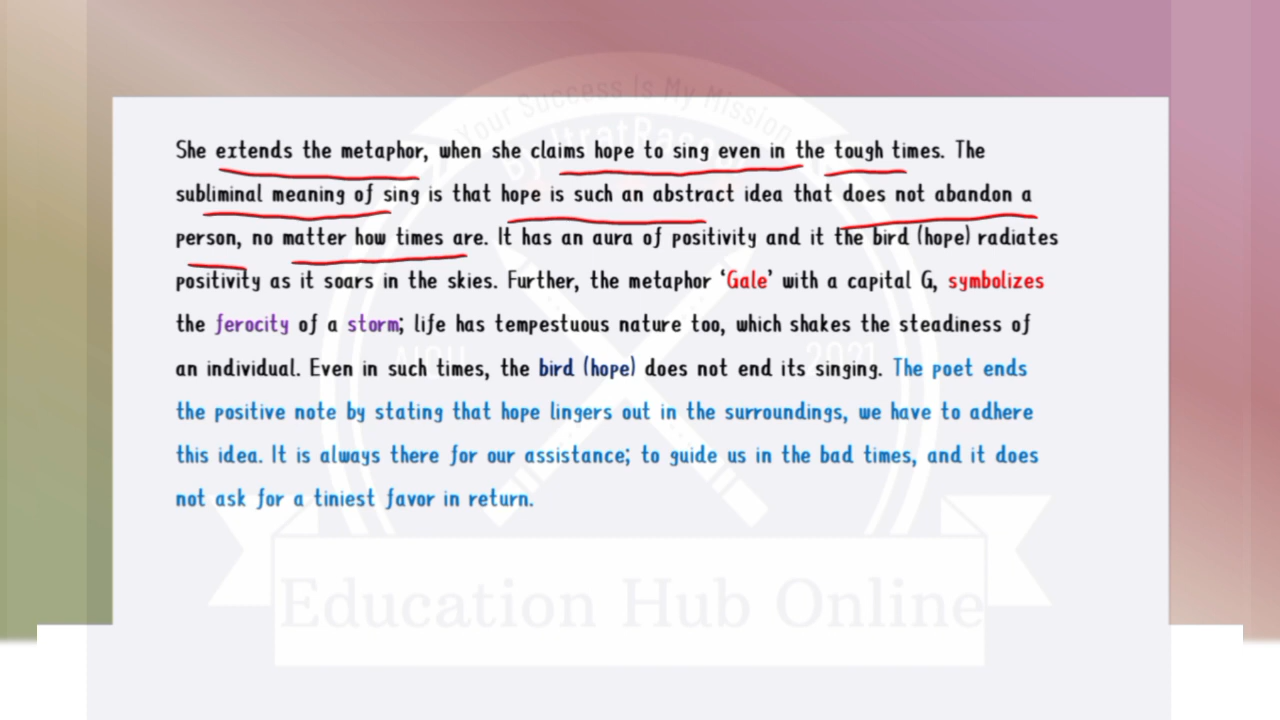 Your Success Is My Mission
She extends the metaphor, when she claims hope to sing even in the tough times. The
subliminal meaning of sing is that hope is such an abstract idea that does not abandon a
person, no matter how times are. It has an aura of positivity and it the bird (hope) radiates
positivity as it soars in the skies. Further, the metaphor ‘Gale’ with a capital G, symbolizes
the ferocity of a storm; life has tempestuous nature too, which shakes the steadiness of
an individual. Even in such times, the bird (hope) does not end its singing. The poet ends
the positive note by stating that hope lingers out in the surroundings, we have to adhere
this idea. It is always there for our assistance; to guide us in the bad times, and it does
not ask for a tiniest favor in return.
2021
Education Hub Online